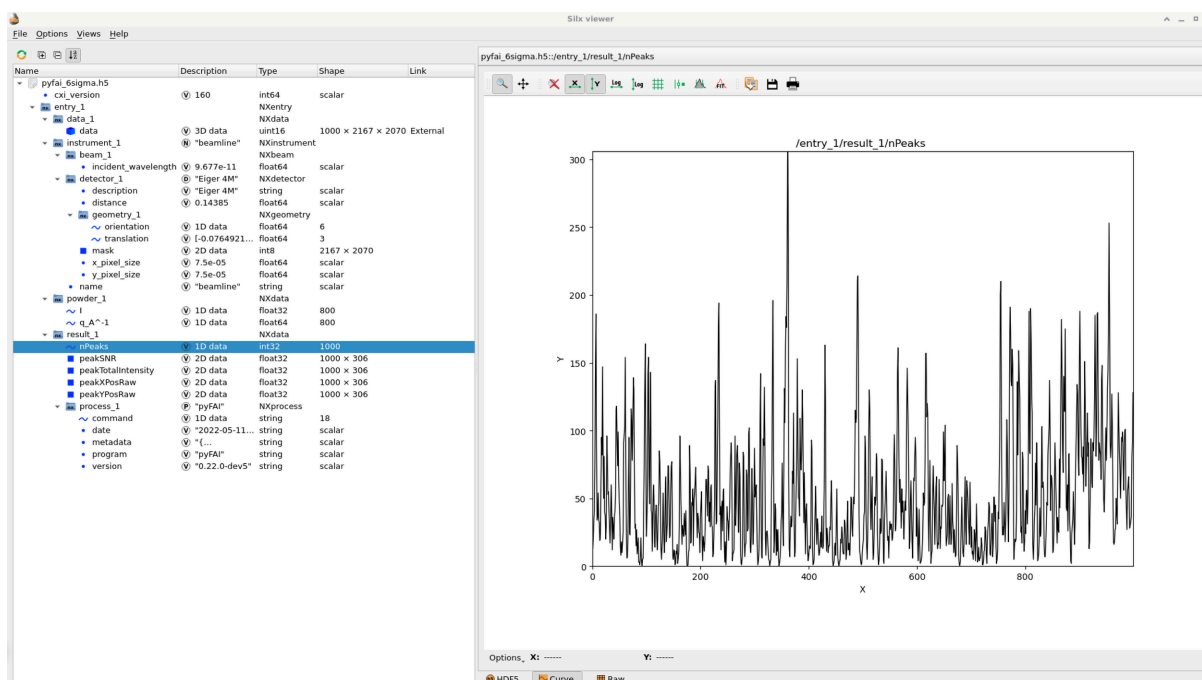 Silx viewer
File Options Views Help
pyfai_6sigma.h5::/entry_1/result_1/nPeaks
Name Description Type Shape Link
pyfai_6sigma.h5
cxi_version V 160 int64 scalar
entry_1 NXentry
data_1 NXdata
data V 3D data uint16 1000 × 2167 × 2070 External
instrument_1 N "beamline" NXinstrument
beam_1 NXbeam
incident_wavelength V 9.677e-11 float64 scalar
detector_1 D "Eiger 4M" NXdetector
description V "Eiger 4M" string scalar
distance V 0.14385 float64 scalar
geometry_1 NXgeometry
orientation V 1D data float64 6
translation V [-0.0764921... float64 3
mask V 2D data int8 2167 × 2070
x_pixel_size V 7.5e-05 float64 scalar
y_pixel_size V 7.5e-05 float64 scalar
name V "beamline" string scalar
powder_1 NXdata
I V 1D data float32 800
q_A^-1 V 1D data float64 800
result_1 NXdata
nPeaks V 1D data int32 1000
peakSNR V 2D data float32 1000 × 306
peakTotalIntensity V 2D data float32 1000 × 306
peakXPosRaw V 2D data float32 1000 × 306
peakYPosRaw V 2D data float32 1000 × 306
process_1 P "pyFAI" NXprocess
command V 1D data string 18
date V "2022-05-11... string scalar
metadata V "{... string scalar
program V "pyFAI" string scalar
version V "0.22.0-dev5" string scalar
X Y Log Log FIT
/entry_1/result_1/nPeaks
300
250
200
150
100
50
0
Y
0 200 400 600 800
X
Options X: ------ Y: ------
HDF5 Curve Raw